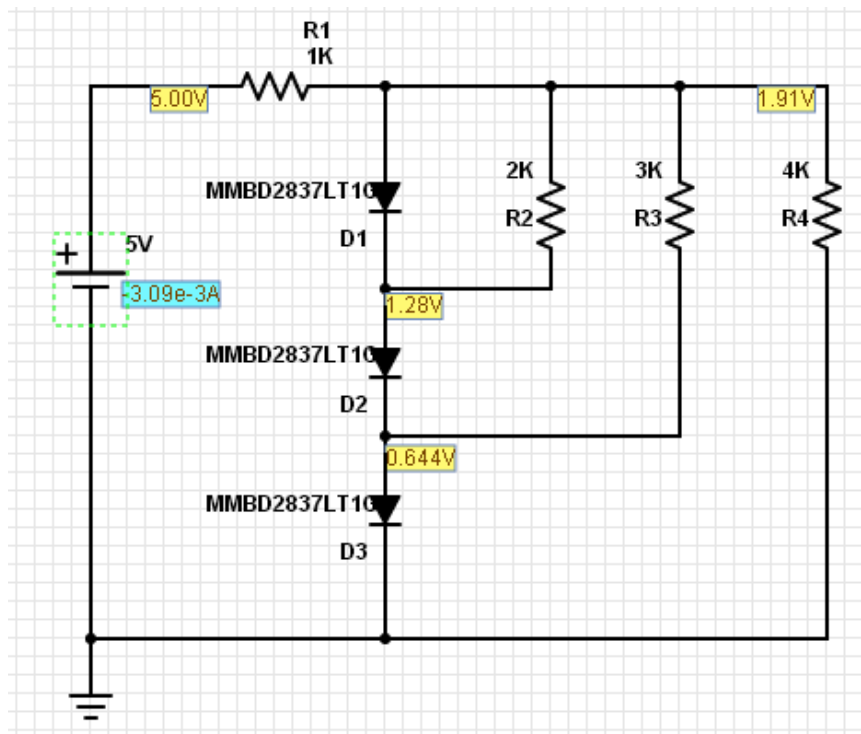 R1
1K
5.00V
1.91V
2K
3K
4K
MMBD2837LT1G
R2
R3
R4
D1
+
5V
-3.09e-3A
1.28V
MMBD2837LT1G
D2
0.644V
MMBD2837LT1G
D3